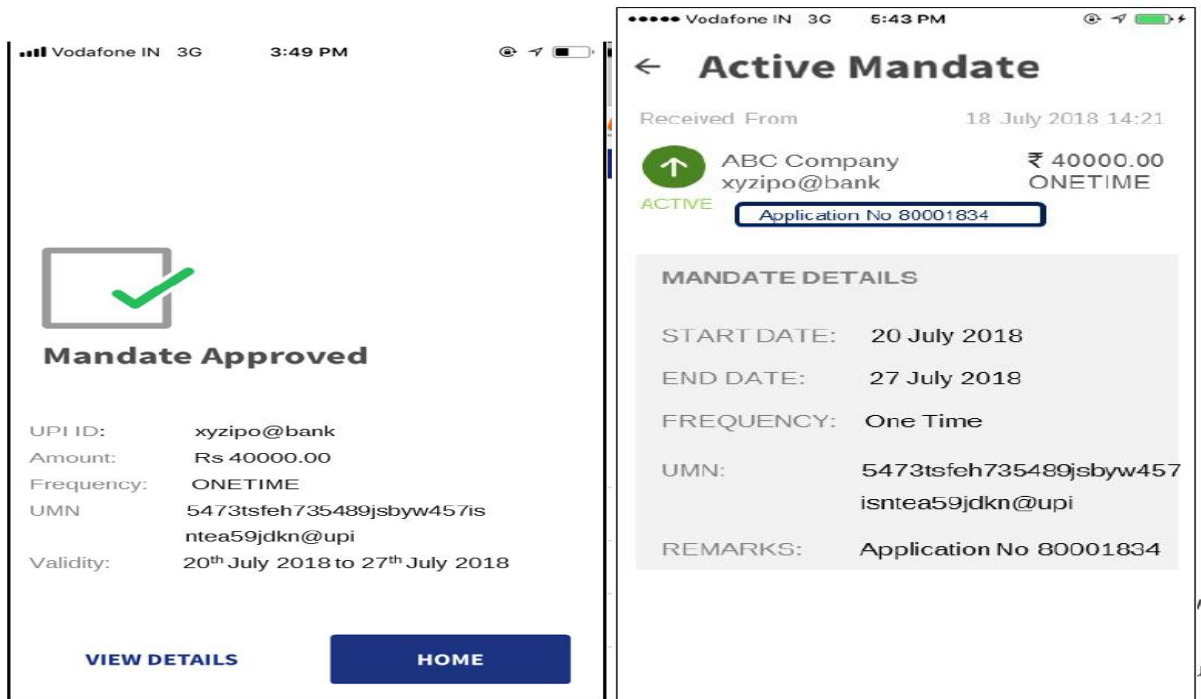 Vodafone IN 3G 3:49 PM
Mandate Approved
UPI ID: xyzipo@bank
Amount: Rs 40000.00
Frequency: ONETIME
UMN 5473tsfeh735489jsbyw457is
ntea59jdkn@upi
Validity: 20th July 2018 to 27th July 2018
VIEW DETAILS HOME
Vodafone IN 3G 5:43 PM
← Active Mandate
Received From 18 July 2018 14:21
ABC Company ₹ 40000.00
xyzipo@bank ONETIME
ACTIVE
Application No 80001834
MANDATE DETAILS
START DATE: 20 July 2018
END DATE: 27 July 2018
FREQUENCY: One Time
UMN: 5473tsfeh735489jsbyw457
isntea59jdkn@upi
REMARKS: Application No 80001834